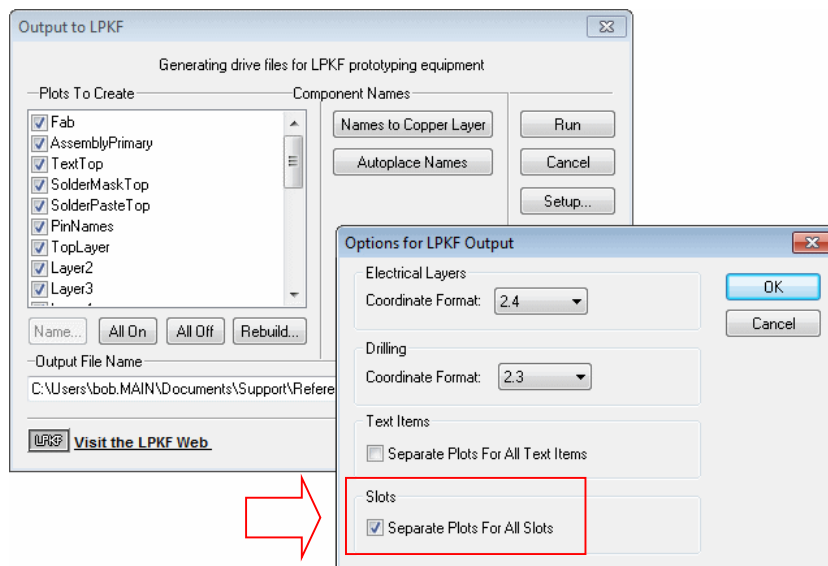 Output to LPKF
Generating drive files for LPKF prototyping equipment
Plots To Create
Component Names
Fab
AssemblyPrimary
TextTop
SolderMaskTop
SolderPasteTop
PinNames
TopLayer
Layer2
Layer3
Names to Copper Layer
Autoplace Names
Run
Cancel
Setup...
Name...
All On
All Off
Rebuild...
Output File Name
C:\Users\bob.MAIN\Documents\Support\Refere
LPKF
Visit the LPKF Web
Options for LPKF Output
Electrical Layers
Coordinate Format: 2.4
OK
Cancel
Drilling
Coordinate Format: 2.3
Text Items
Separate Plots For All Text Items
Slots
Separate Plots For All Slots